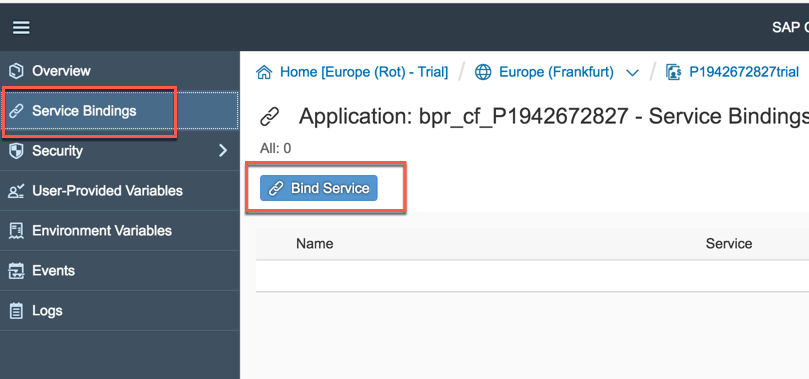 SAP
Overview
Service Bindings
Security
User-Provided Variables
Environment Variables
Events
Logs
Home [Europe (Rot) - Trial] / Europe (Frankfurt) / P1942672827trial
Application: bpr_cf_P1942672827 - Service Bindings
All: 0
Bind Service
Name Service